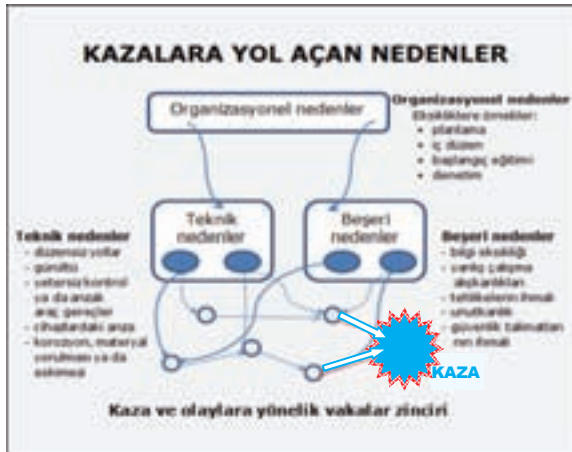 KAZALARA YOL AÇAN NEDENLER
Organizasyonel nedenler
Organizasyonel nedenler
Eksikliklere örnekler:
• planlama
• iç düzen
• başlangıç eğitimi
• denetim
Teknik
nedenler
Beşeri
nedenler
Teknik nedenler
- düzensiz yollar
- gürültü
- yetersiz kontrol
ya da arızalı
araç gereçler
- cihazlardaki arıza
- korozyon, materyal
yorulması ya da
eskimesi
Beşeri nedenler
- bilgi eksikliği
- yanlış çalışma
alışkanlıkları
- tehlikelerin ihmali
- unutkanlık
- güvenlik talimatları
nın ihmali
KAZA
Kaza ve olaylara yönelik vakalar zinciri